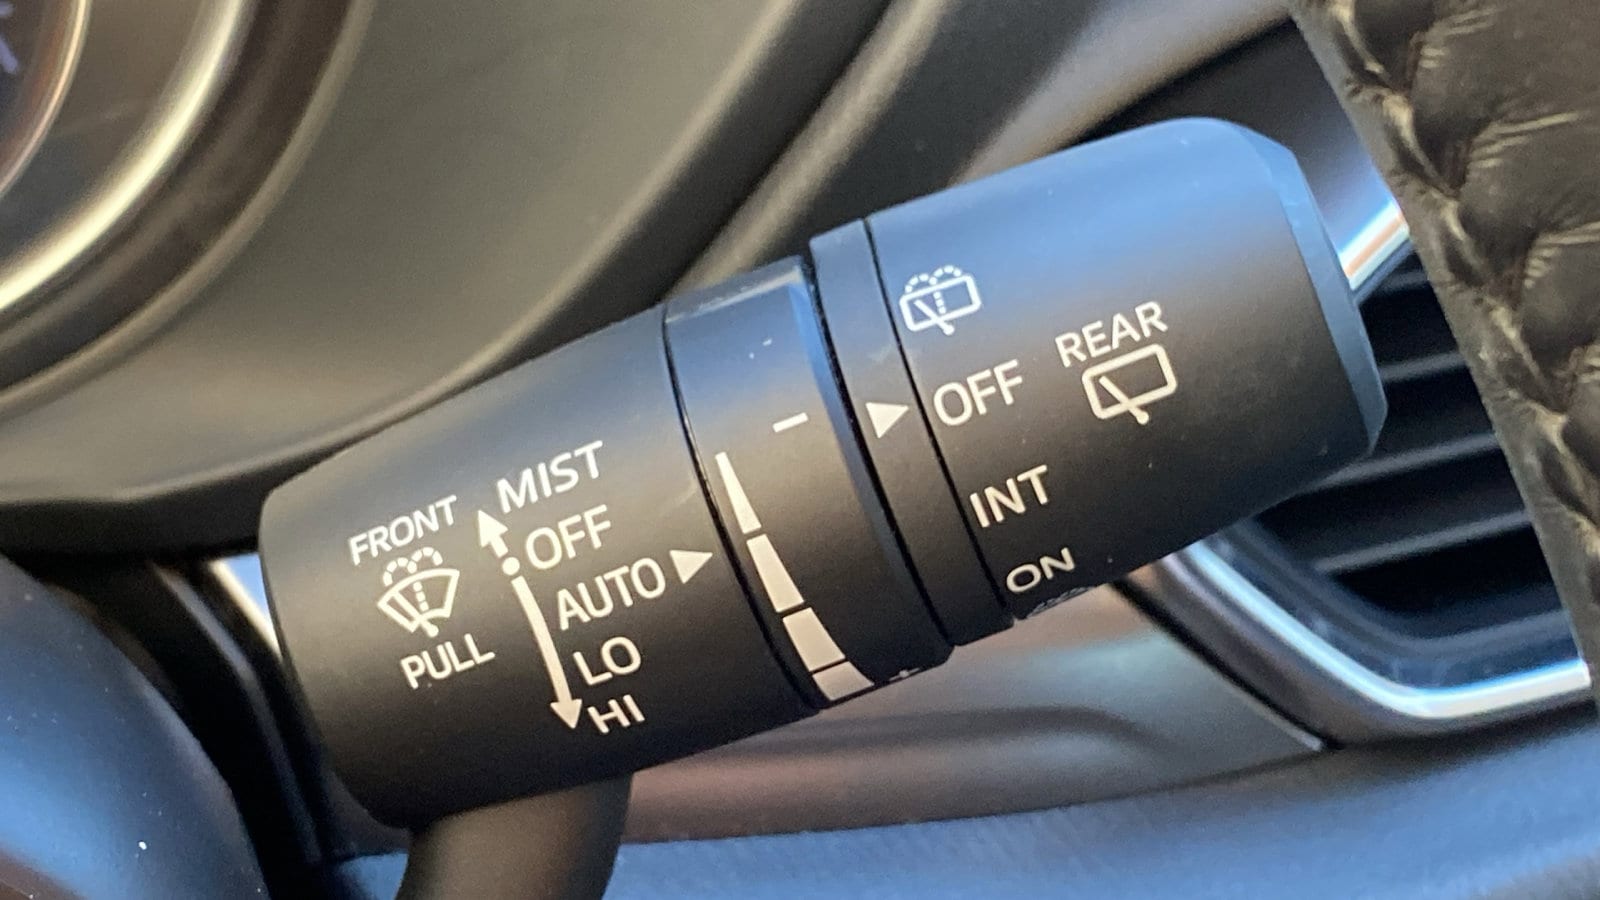 FRONT
PULL
MIST
OFF
AUTO
LO
HI
OFF
INT
ON
REAR